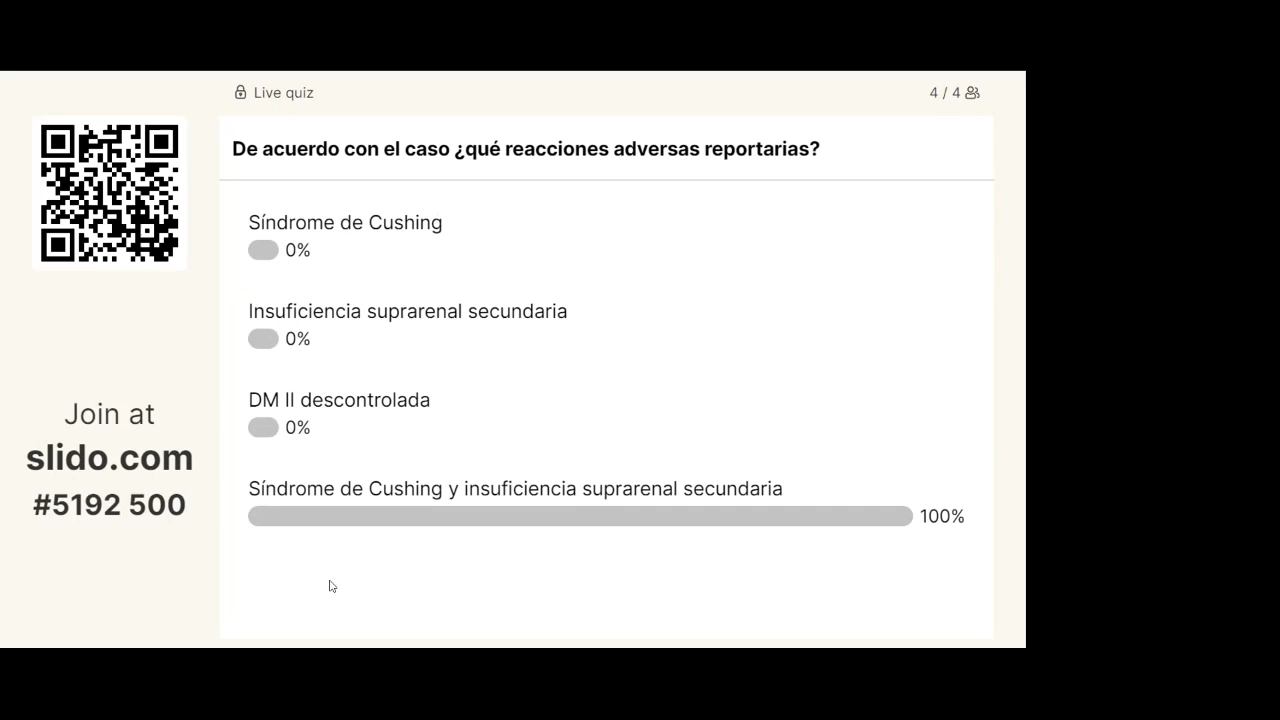 Live quiz
4 / 4
De acuerdo con el caso ¿qué reacciones adversas reportarias?
Síndrome de Cushing
0%
Insuficiencia suprarenal secundaria
0%
DM II descontrolada
0%
Síndrome de Cushing y insuficiencia suprarenal secundaria
100%
Join at
slido.com
#5192 500